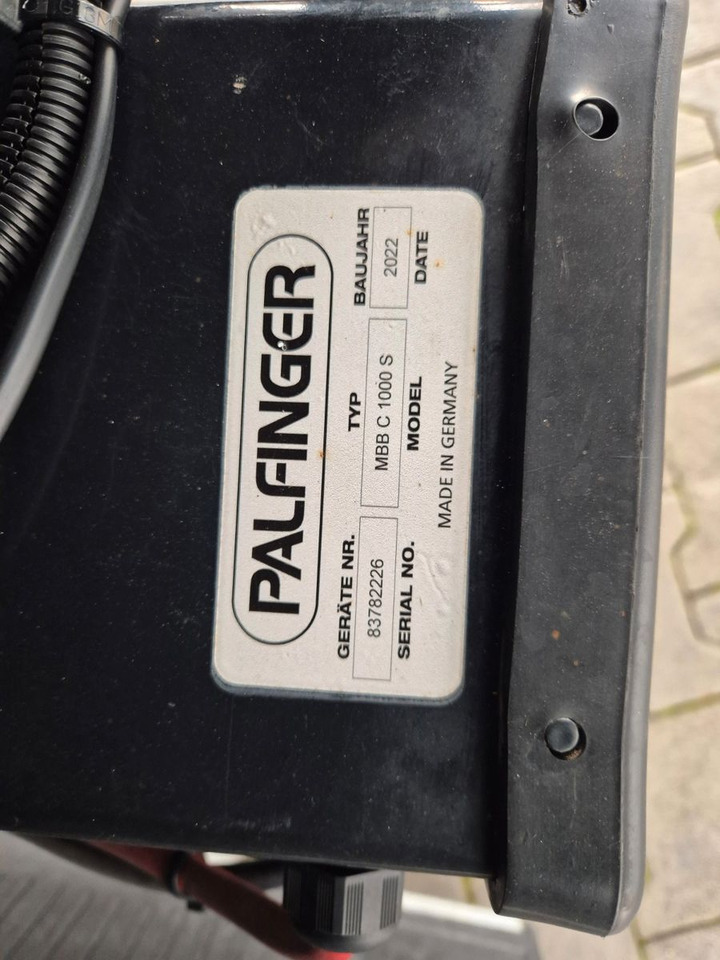 PALFINGER
GERÄTE NR. TYP BAUJAHR
83782226 MBB C 1000 S 2022
SERIAL NO. MODEL DATE
MADE IN GERMANY